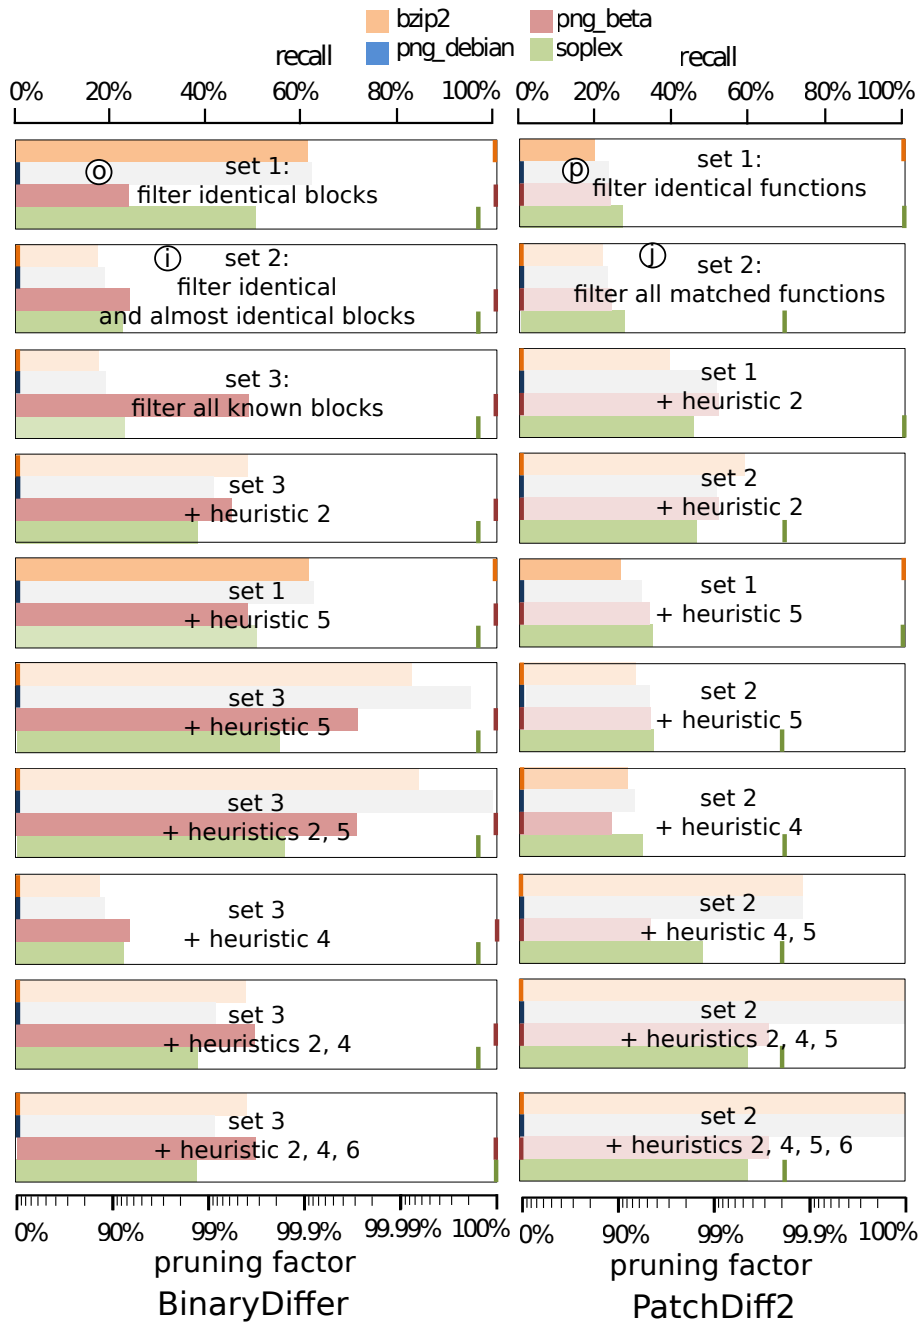 bzip2
png_beta
png_debian
soplex
recall
recall
0% 20% 40% 60% 80% 100%
0% 20% 40% 60% 80% 100%
o
set 1:
filter identical blocks
p
set 1:
filter identical functions
i
set 2:
filter identical
and almost identical blocks
j
set 2:
filter all matched functions
set 3:
filter all known blocks
set 1
+ heuristic 2
set 3
+ heuristic 2
set 2
+ heuristic 2
set 1
+ heuristic 5
set 1
+ heuristic 5
set 3
+ heuristic 5
set 2
+ heuristic 5
set 3
+ heuristics 2, 5
set 2
+ heuristic 4
set 3
+ heuristic 4
set 2
+ heuristic 4, 5
set 3
+ heuristics 2, 4
set 2
+ heuristics 2, 4, 5
set 3
+ heuristic 2, 4, 6
set 2
+ heuristics 2, 4, 5, 6
0% 90% 99% 99.9% 99.99% 100%
0% 90% 99% 99.9% 100%
pruning factor
pruning factor
BinaryDiffer
PatchDiff2